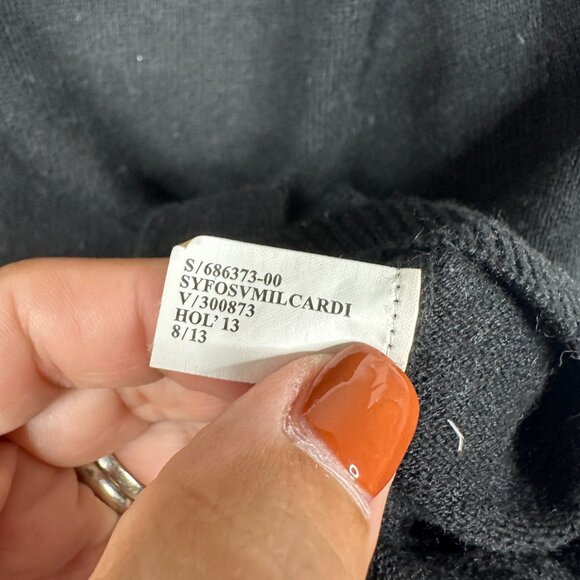 S/686373-00
SYFOSVMILCARDI
V/300873
HOL' 13
8/13